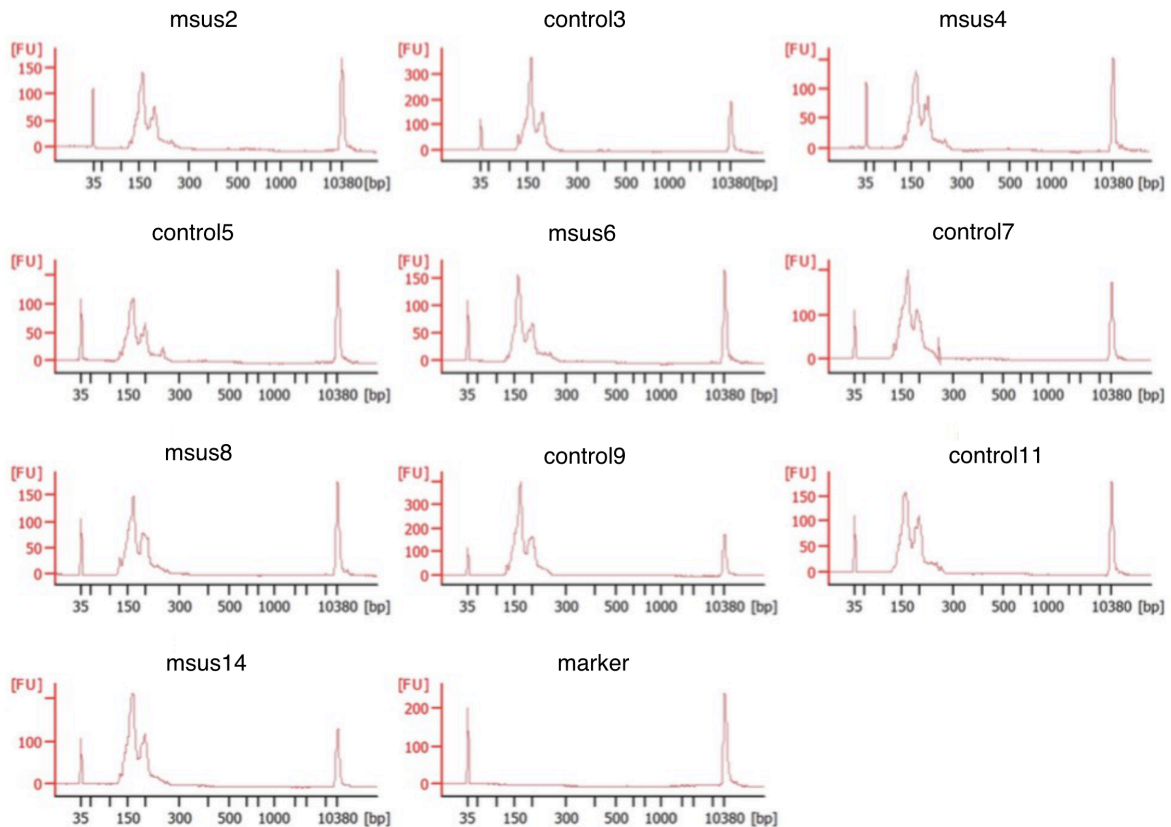 msus2 control3 msus4
[FU] [FU] [FU]
150 300 100
100 200 50
50 100 0
0 0
35 150 300 500 1000 10380[bp] 35 150 300 500 1000 10380[bp] 35 150 300 500 1000 10380[bp]
control5 msus6 control7
[FU] [FU] [FU]
100 150 100
50 100 0
0 50
0
35 150 300 500 1000 10380 [bp] 35 150 300 500 1000 10380 [bp] 35 150 300 500 1000 10380 [bp]
msus8 control9 control11
[FU] [FU] [FU]
150 300 150
100 200 100
50 100 50
0 0 0
35 150 300 500 1000 10380 [bp] 35 150 300 500 1000 10380 [bp] 35 150 300 500 1000 10380 [bp]
msus14 marker
[FU] [FU]
100 200
0 100
0
35 150 300 500 1000 10380 [bp] 35 150 300 500 1000 10380 [bp]